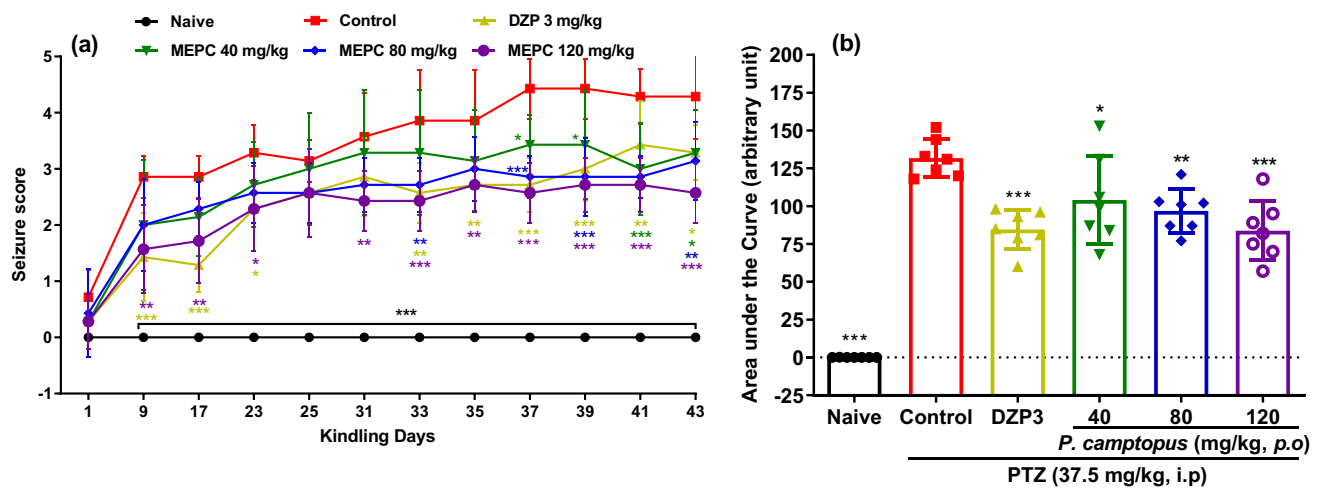 Naive Control DZP 3 mg/kg
MEPC 40 mg/kg MEPC 80 mg/kg MEPC 120 mg/kg
(a)
Seizure score
5
4
3
2
1
0
-1
* *
***
** ** ** *** *** ** *
* ** ** ** *** *** *** *
** ** * *** *** *** *** **
*** *** ***
***
1 9 17 23 25 31 33 35 37 39 41 43
Kindling Days
(b)
Area under the Curve (arbitrary unit)
200
175
150
125
100
75
50
25
0
-25
*** *** * ** ***
Naive Control DZP3 40 80 120
P. camptopus (mg/kg, p.o)
PTZ (37.5 mg/kg, i.p)